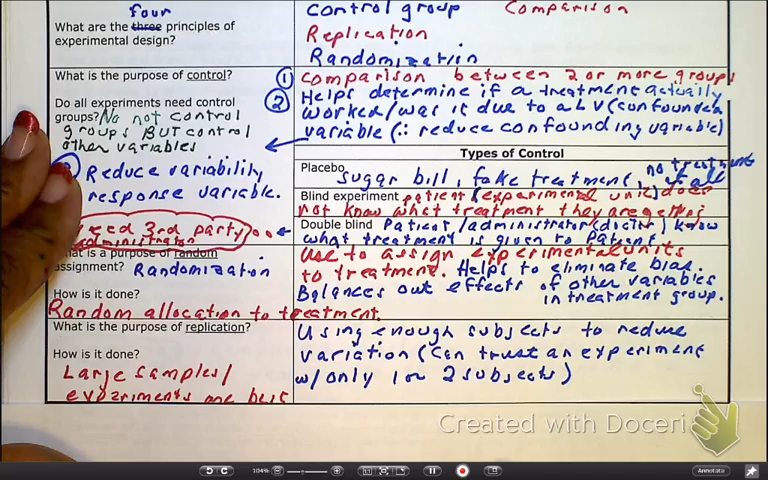 four
What are the three principles of
experimental design?
control group Comparison
Replication
Randomization
What is the purpose of control?
Do all experiments need control
groups? No not control
groups BUT control
other variables
① Comparison between 2 or more groups
② Helps determine if a treatment actually
worked/was it due to a LV (confounded
variable (∴ reduce confounding variable)
Reduce variability
response variable.
Types of Control
Placebo sugar bill, fake treatment, no treatment
at all
Blind experiment patient (experimental unit) does
not know what treatment they are getting
need 3rd party
administrator
Double blind Patient/administrator (doctor) know
what treatment is given to patient.
What is a purpose of random
assignment? Randomization
How is it done?
Random allocation to treatment.
Use to assign experimental units
to treatment. Helps to eliminate bias.
Balances out effects of other variables
in treatment group.
What is the purpose of replication?
How is it done?
Large samples/
experiments are best
Using enough subjects to reduce
variation (Can trust an experiment
w/only 1 or 2 subjects)
Created with Doceri
104%
Annotate